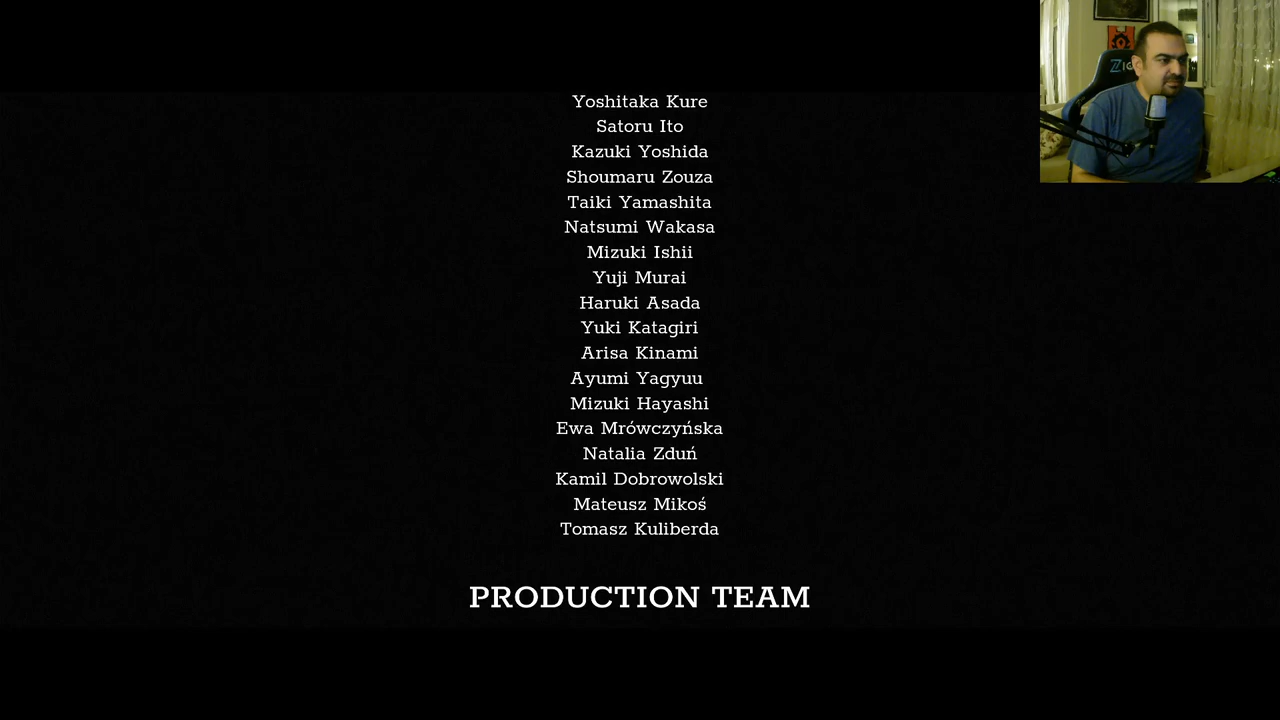 Yoshitaka Kure
Satoru Ito
Kazuki Yoshida
Shoumaru Zouza
Taiki Yamashita
Natsumi Wakasa
Mizuki Ishii
Yuji Murai
Haruki Asada
Yuki Katagiri
Arisa Kinami
Ayumi Yagyuu
Mizuki Hayashi
Ewa Mrówczyńska
Natalia Zduń
Kamil Dobrowolski
Mateusz Mikoś
Tomasz Kuliberda
PRODUCTION TEAM